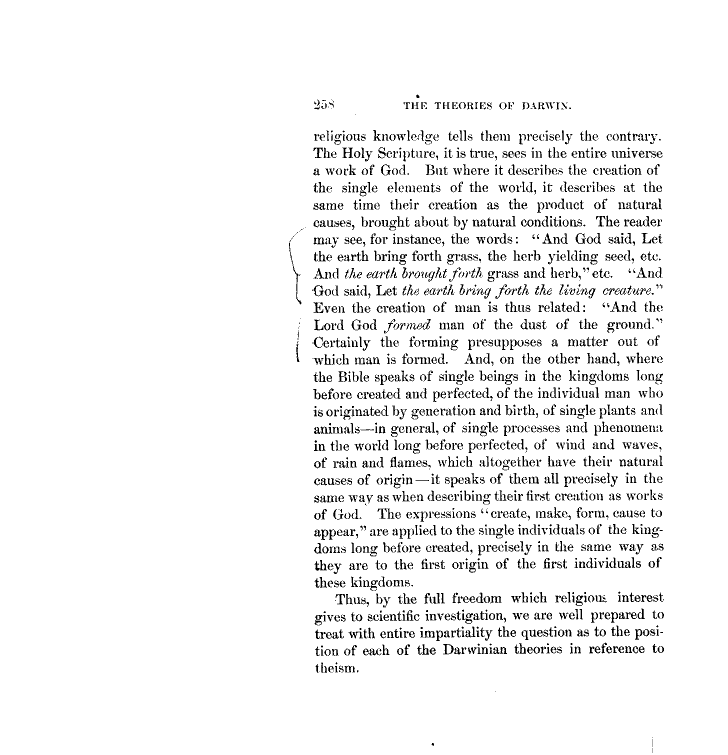 258 THE THEORIES OF DARWIN.
religious knowledge tells them precisely the contrary.
The Holy Scripture, it is true, sees in the entire universe
a work of God. But where it describes the creation of
the single elements of the world, it describes at the
same time their creation as the product of natural
causes, brought about by natural conditions. The reader
may see, for instance, the words: “And God said, Let
the earth bring forth grass, the herb yielding seed, etc.
And the earth brought forth grass and herb,” etc. “And
God said, Let the earth bring forth the living creature.”
Even the creation of man is thus related: “And the
Lord God formed man of the dust of the ground.”
Certainly the forming presupposes a matter out of
which man is formed. And, on the other hand, where
the Bible speaks of single beings in the kingdoms long
before created and perfected, of the individual man who
is originated by generation and birth, of single plants and
animals—in general, of single processes and phenomena
in the world long before perfected, of wind and waves,
of rain and flames, which altogether have their natural
causes of origin—it speaks of them all precisely in the
same way as when describing their first creation as works
of God. The expressions “create, make, form, cause to
appear,” are applied to the single individuals of the king-
doms long before created, precisely in the same way as
they are to the first origin of the first individuals of
these kingdoms.
Thus, by the full freedom which religious interest
gives to scientific investigation, we are well prepared to
treat with entire impartiality the question as to the posi-
tion of each of the Darwinian theories in reference to
theism.